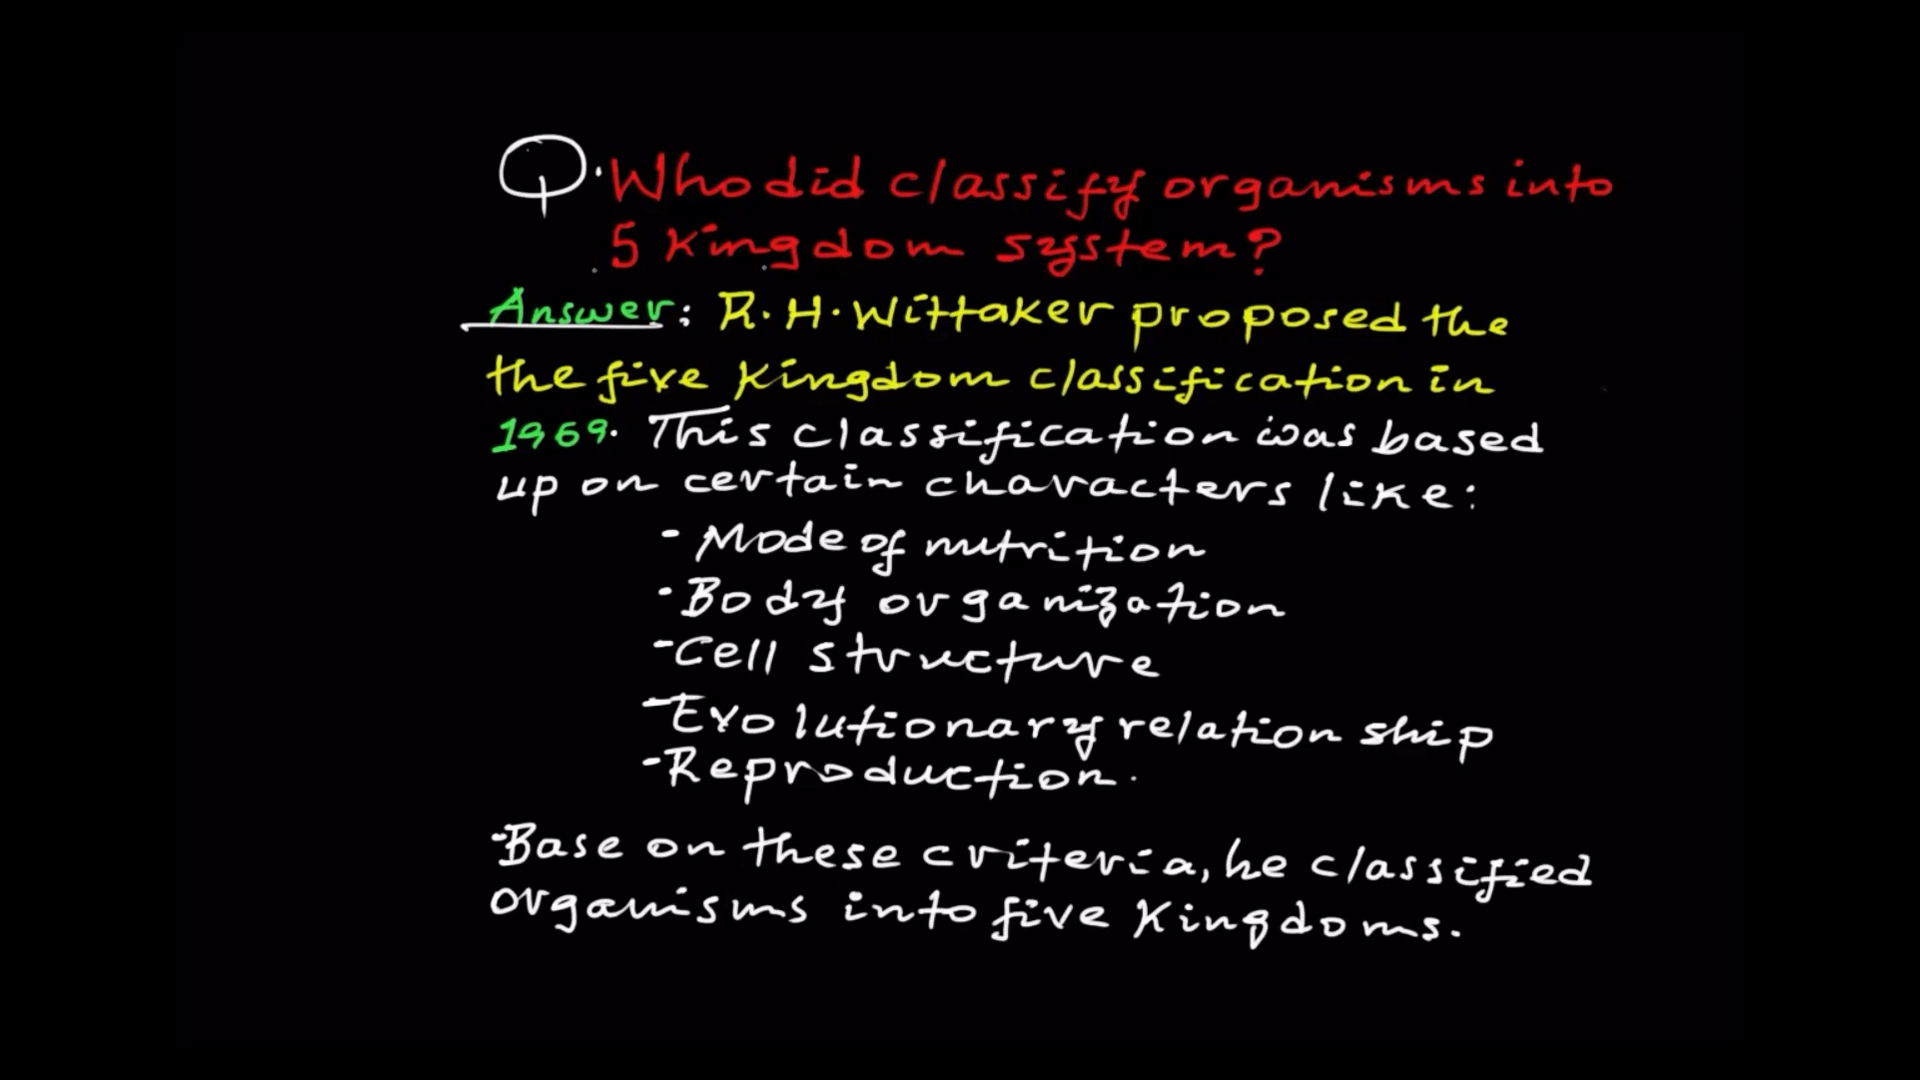 Q. Who did classify organisms into
5 Kingdom system?
Answer: R. H. Wittaker proposed the
the five Kingdom classification in
1969. This classification was based
up on certain characters like:
- Mode of nutrition
- Body organization
- Cell structure
- Evolutionary relation ship
- Reproduction.
- Base on these criteria, he classified
organisms into five Kingdoms.